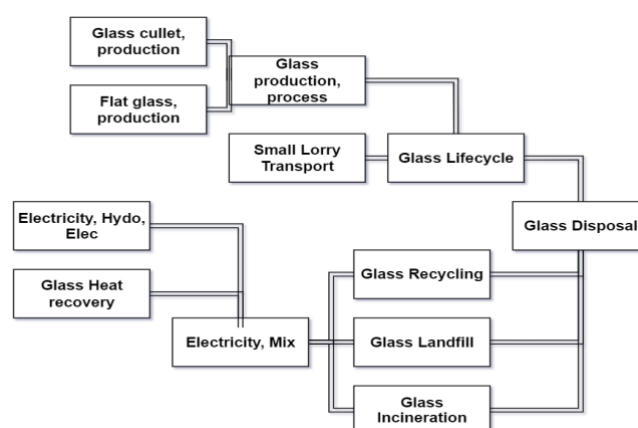 Glass cullet,
production
Flat glass,
production
Glass
production,
process
Small Lorry
Transport
Glass Lifecycle
Electricity, Hydo,
Elec
Glass Heat
recovery
Electricity, Mix
Glass Disposal
Glass Recycling
Glass Landfill
Glass
Incineration